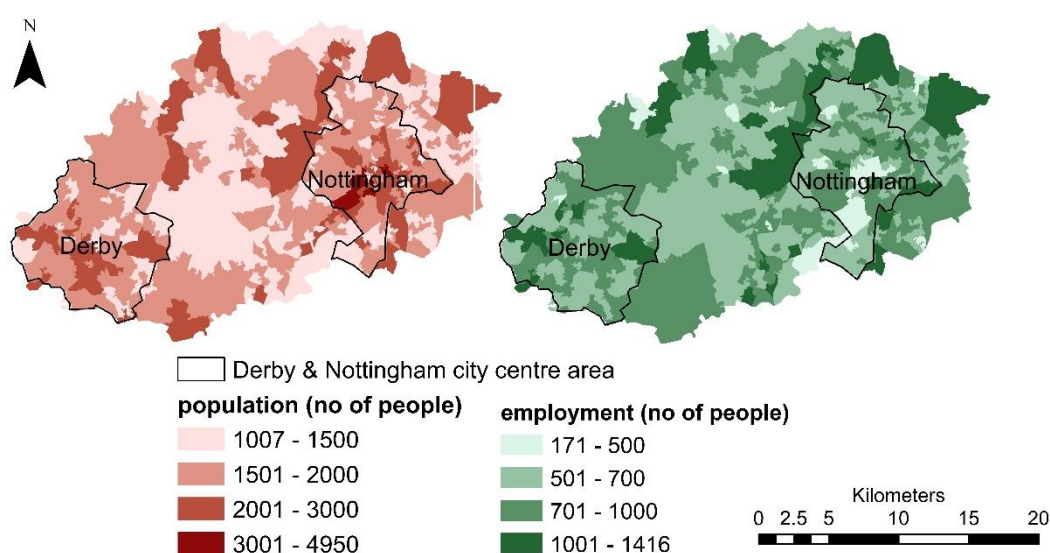 N
Nottingham
Derby
Nottingham
Derby
Derby & Nottingham city centre area
population (no of people)
1007 - 1500
1501 - 2000
2001 - 3000
3001 - 4950
employment (no of people)
171 - 500
501 - 700
701 - 1000
1001 - 1416
Kilometers
0 2.5 5 10 15 20